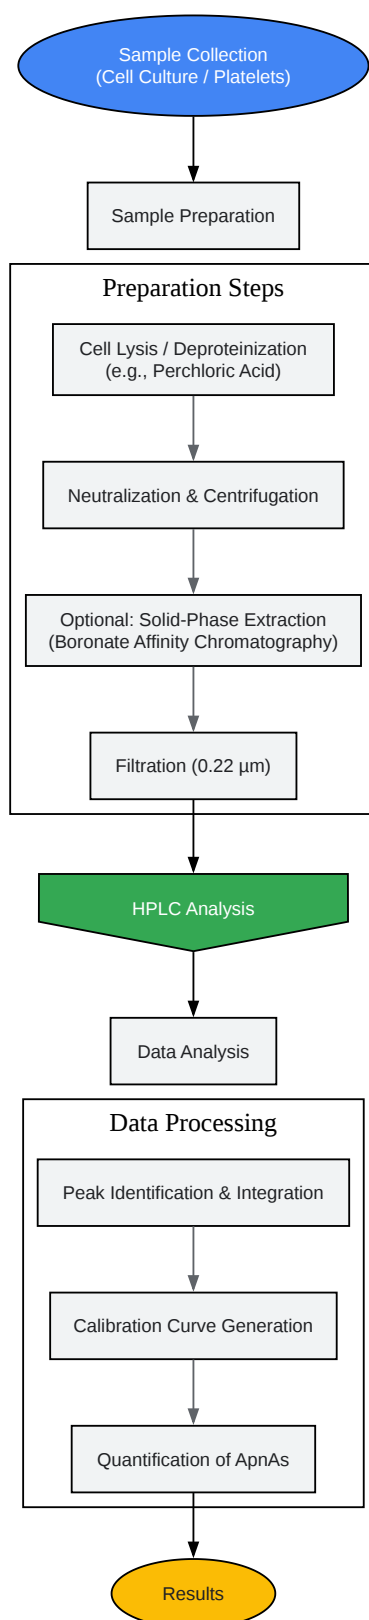 Sample Collection
(Cell Culture / Platelets)
Sample Preparation
Preparation Steps
Cell Lysis / Deproteinization
(e.g., Perchloric Acid)
Neutralization & Centrifugation
Optional: Solid-Phase Extraction
(Boronate Affinity Chromatography)
Filtration (0.22 µm)
HPLC Analysis
Data Analysis
Data Processing
Peak Identification & Integration
Calibration Curve Generation
Quantification of ApnAs
Results